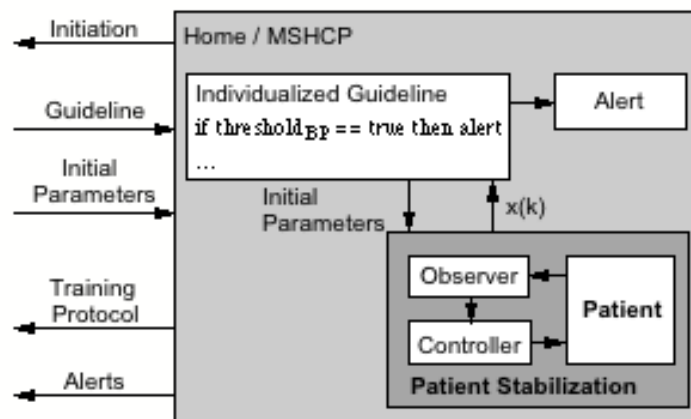 Initiation
Home / MSHCP
Individualized Guideline
Alert
Guideline
if threshold_BP == true then alert
...
Initial
Parameters
Initial
Parameters
x(k)
Observer
Patient
Training
Protocol
Controller
Alerts
Patient Stabilization